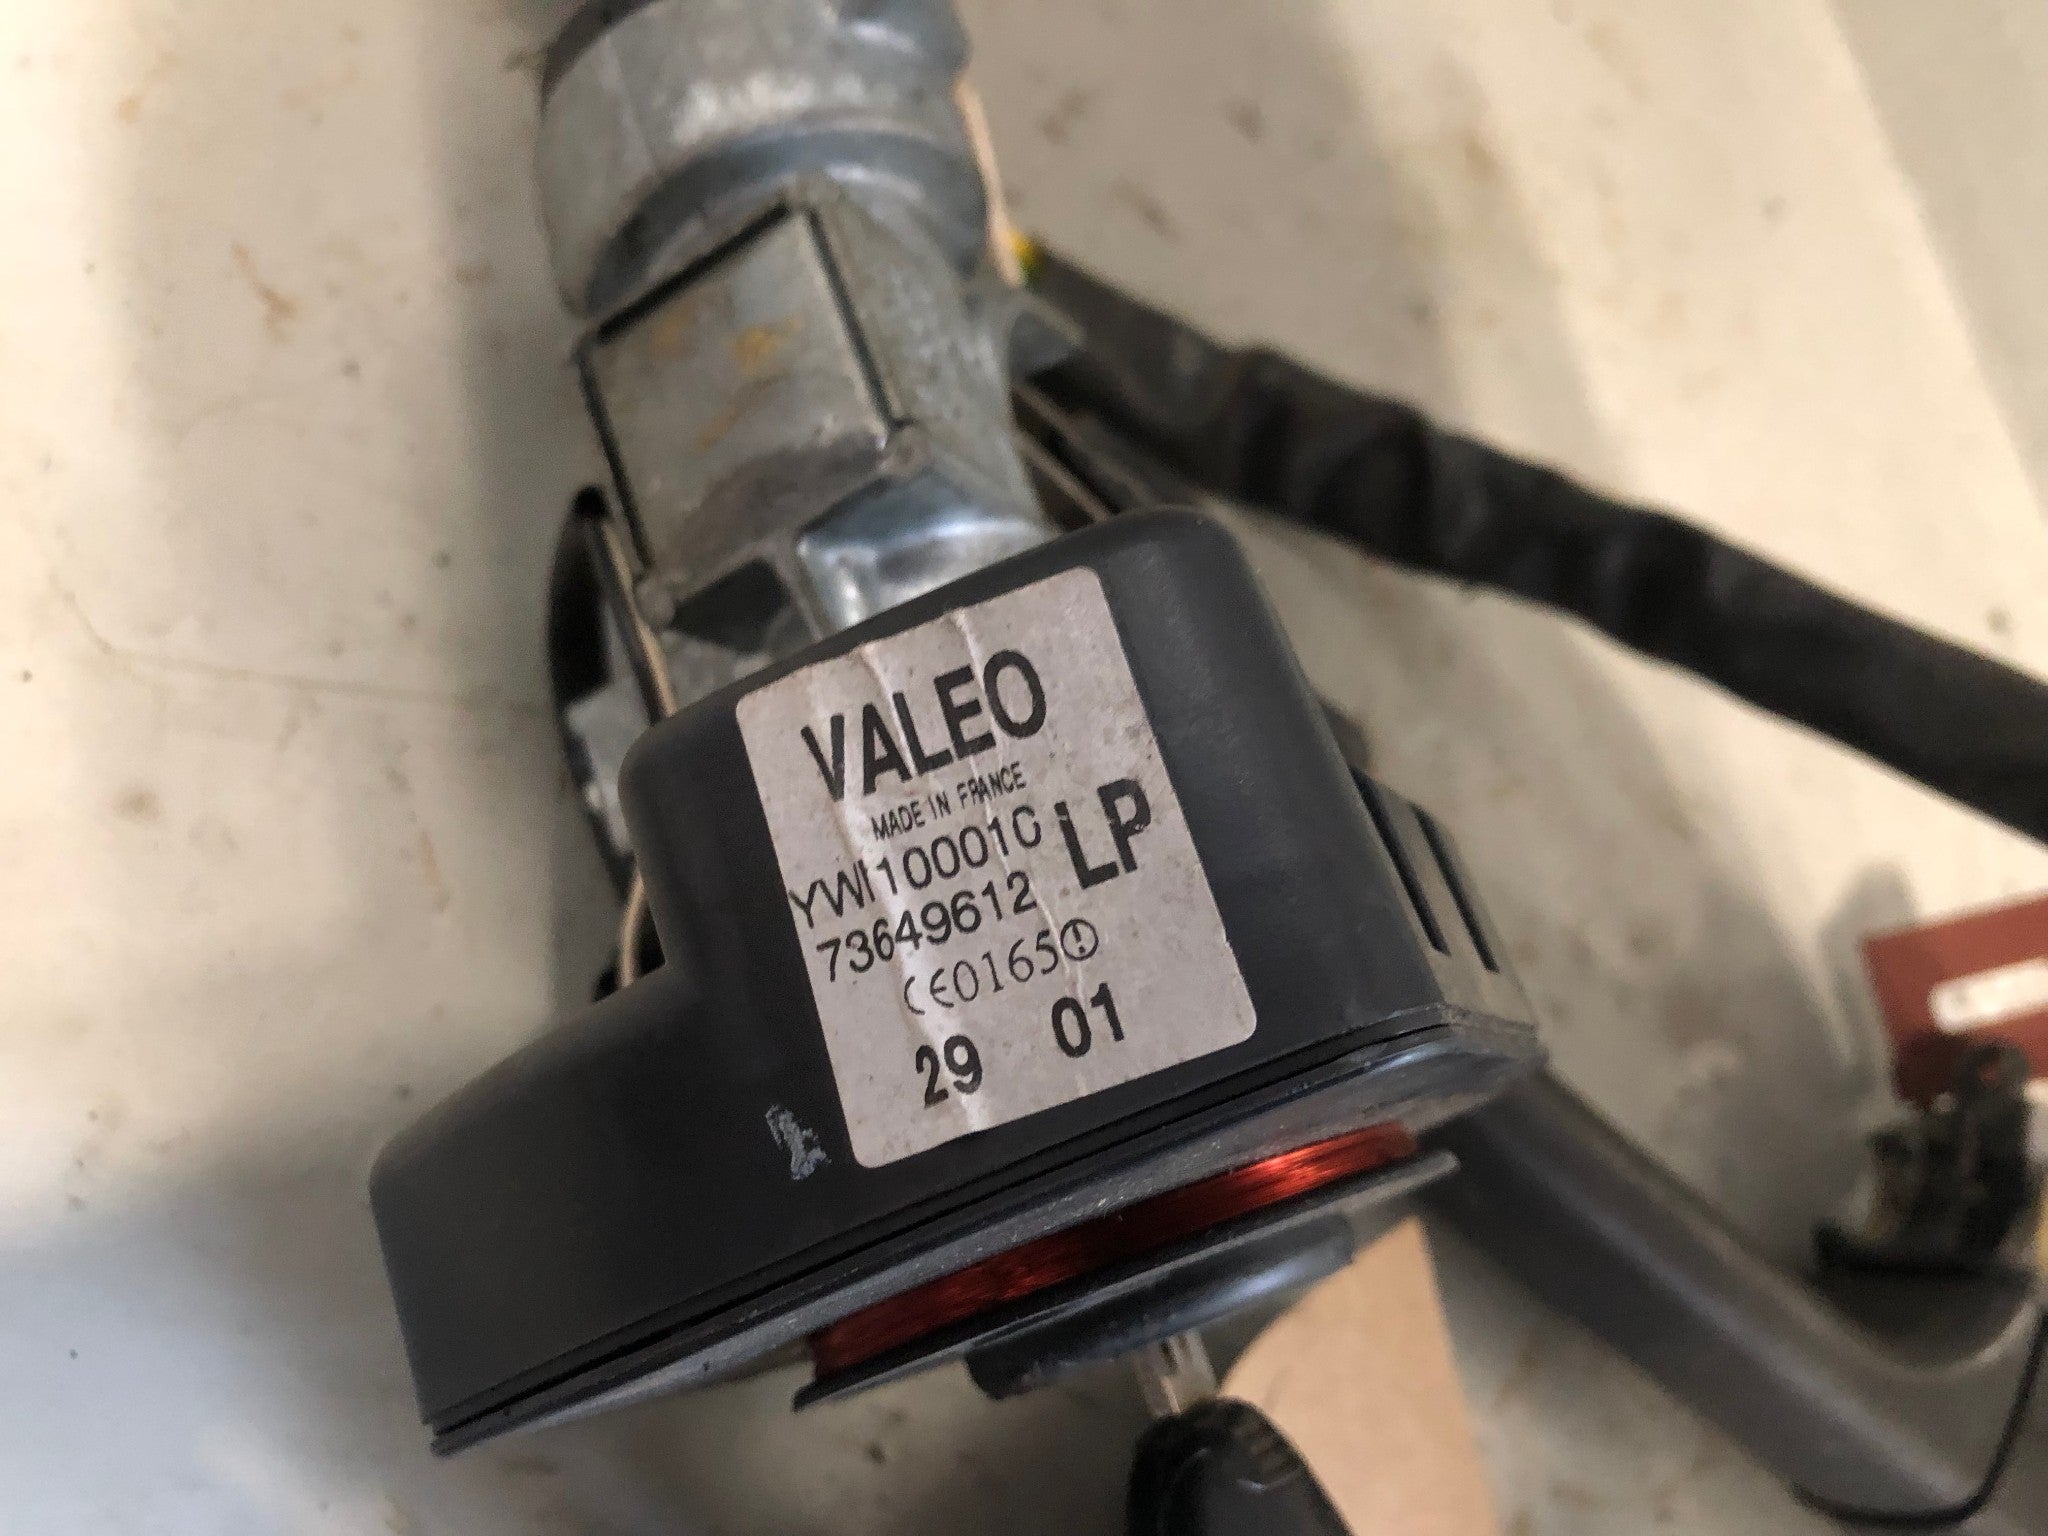 VALEO
MADE IN FRANCE
YWI10001C LP
73649612
CE0165
29 01